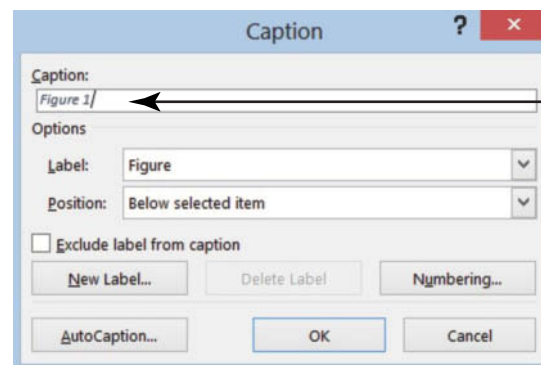 Caption ? ×
Caption:
Figure 1
Options
Label: Figure
Position: Below selected item
Exclude label from caption
New Label... Delete Label Numbering...
AutoCaption... OK Cancel